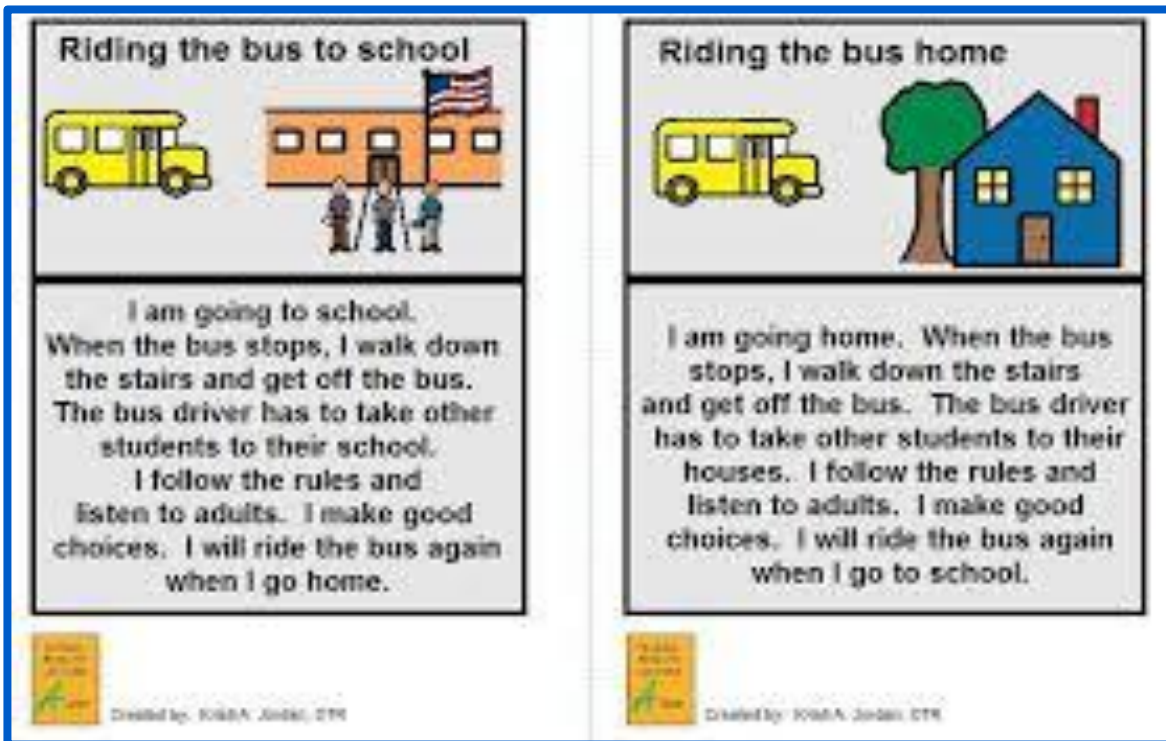 Riding the bus to school
I am going to school.
When the bus stops, I walk down
the stairs and get off the bus.
The bus driver has to take other
students to their school.
I follow the rules and
listen to adults. I make good
choices. I will ride the bus again
when I go home.
Created by:
Riding the bus home
I am going home. When the bus
stops, I walk down the stairs
and get off the bus. The bus driver
has to take other students to their
houses. I follow the rules and
listen to adults. I make good
choices. I will ride the bus again
when I go to school.
Created by: